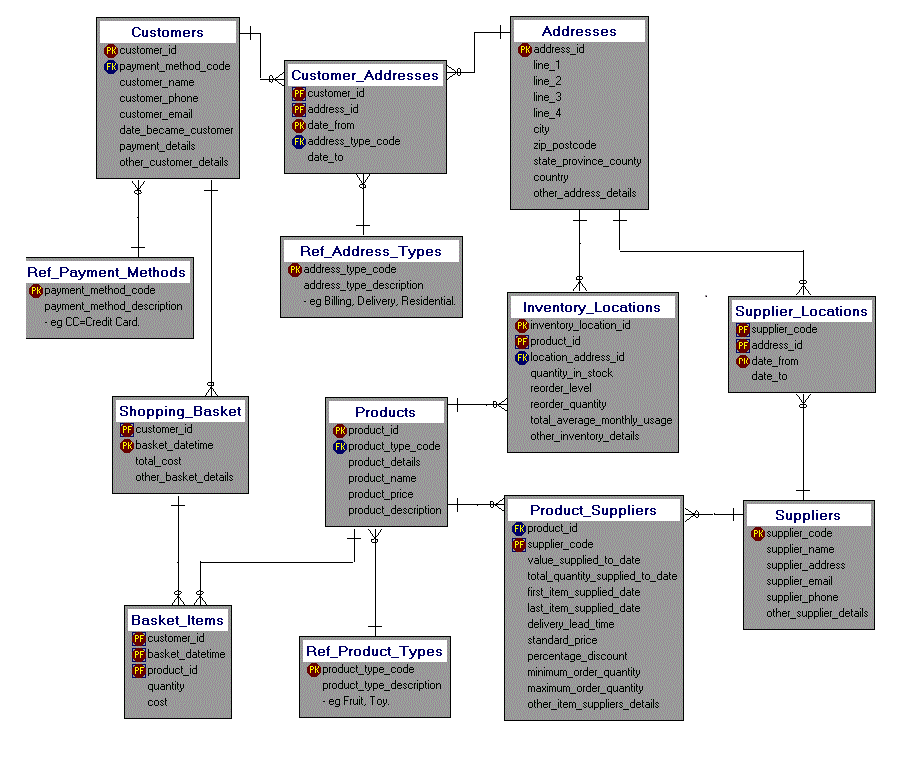 Customers
PK customer_id
FK payment_method_code
customer_name
customer_phone
customer_email
date_became_customer
payment_details
other_customer_details
Customer_Addresses
PF customer_id
PF address_id
PK date_from
FK address_type_code
date_to
Addresses
PK address_id
line_1
line_2
line_3
line_4
city
zip_postcode
state_province_county
country
other_address_details
Ref_Payment_Methods
PK payment_method_code
payment_method_description
- eg CC=Credit Card.
Ref_Address_Types
PK address_type_code
address_type_description
- eg Billing, Delivery, Residential.
Inventory_Locations
PK inventory_location_id
PF product_id
FK location_address_id
quantity_in_stock
reorder_level
reorder_quantity
total_average_monthly_usage
other_inventory_details
Supplier_Locations
PF supplier_code
PF address_id
PK date_from
date_to
Shopping_Basket
PF customer_id
PK basket_datetime
total_cost
other_basket_details
Products
PK product_id
FK product_type_code
product_details
product_name
product_price
product_description
Product_Suppliers
FK product_id
PF supplier_code
value_supplied_to_date
total_quantity_supplied_to_date
first_item_supplied_date
last_item_supplied_date
delivery_lead_time
standard_price
percentage_discount
minimum_order_quantity
maximum_order_quantity
other_item_suppliers_details
Suppliers
PK supplier_code
supplier_name
supplier_address
supplier_email
supplier_phone
other_supplier_details
Basket_Items
PF customer_id
PF basket_datetime
PF product_id
quantity
cost
Ref_Product_Types
PK product_type_code
product_type_description
- eg Fruit, Toy.